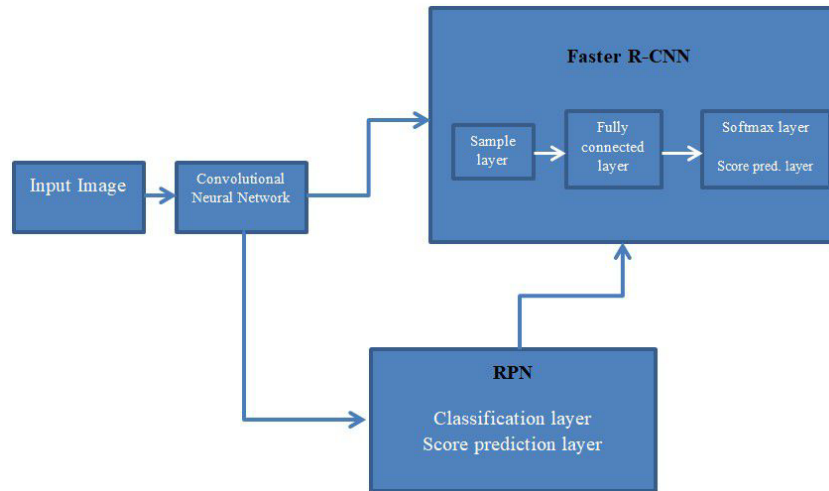 Input Image
Convolutional
Neural Network
Faster R-CNN
Sample
layer
Fully
connected
layer
Softmax layer
Score pred. layer
RPN
Classification layer
Score prediction layer